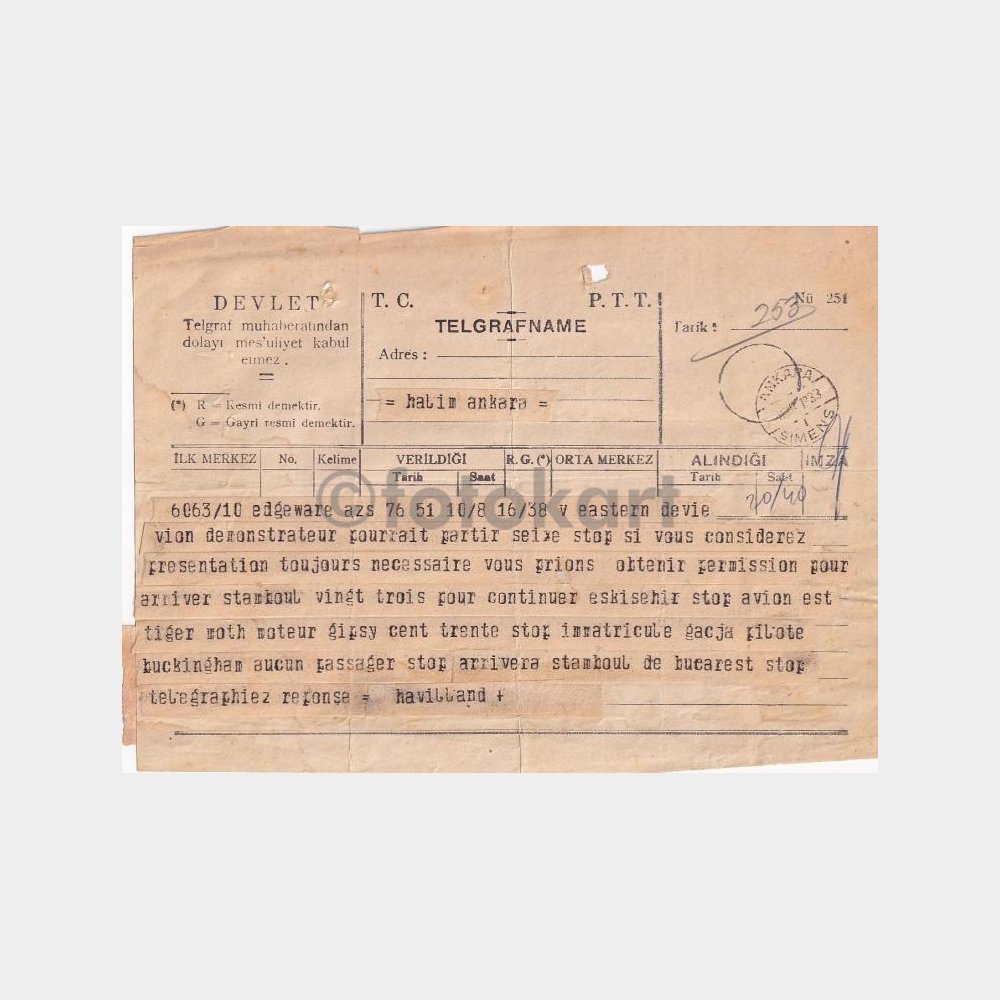 DEVLET
Telgraf muhaberatından
dolayı mes'uliyet kabul
etmez.
(*) R = Resmi demektir.
G = Gayri resmi demektir.
T. C. P. T. T.
TELGRAFNAME
Adres :
= halim ankara =
Nü 251
Tarik :
253
ANKARA
1933
SIMENS
İLK MERKEZ No. Kelime VERİLDİĞİ R. G. (*) ORTA MERKEZ ALINDIĞI İMZA
Tarih Saat Tarih Saat
20/40
©fotokart
6063/10 edgeware azs 76 51 10/8 16/38 v eastern devie
vion demonstrateur pourrait partir seize stop si vous considerez
presentation toujours necessaire vous prions obtenir permission pour
arriver stamboul vingt trois pour continuer eskisehir stop avion est
tiger moth moteur gipsy cent trente stop immatricule gacja pilote
buckingham aucun passager stop arrivera stamboul de bucarest stop
telegraphiez reponse = havilland +